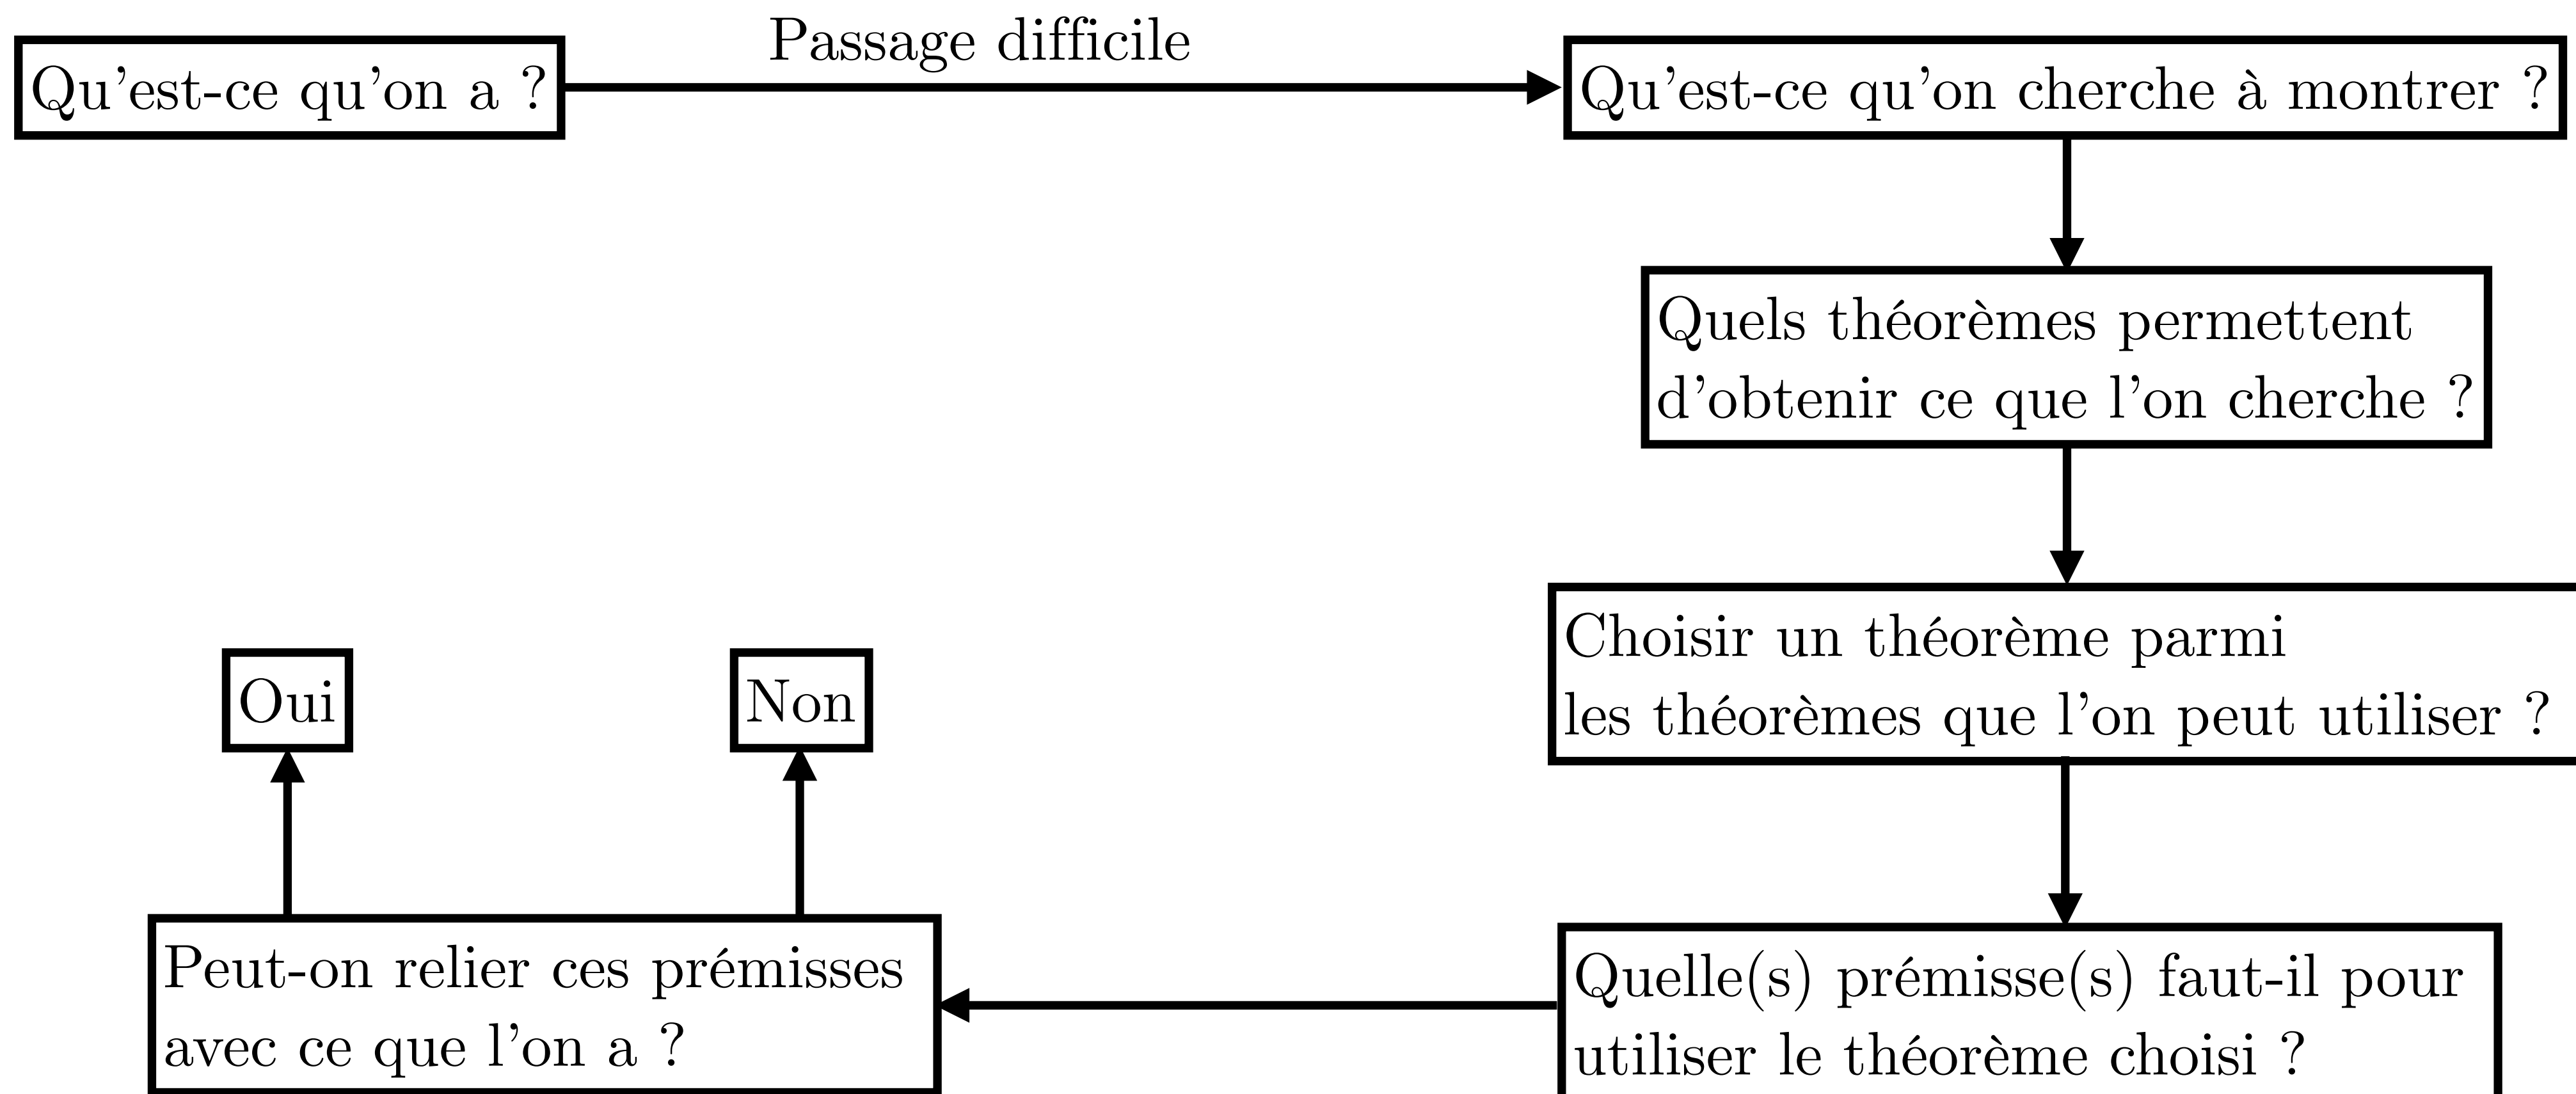 Passage difficile
Qu'est-ce qu'on a ?
Qu'est-ce qu'on cherche à montrer ?
Quels théorèmes permettent
d'obtenir ce que l'on cherche ?
Choisir un théorème parmi
les théorèmes que l'on peut utiliser ?
Oui
Non
Quelle(s) prémisse(s) faut-il pour
utiliser le théorème choisi ?
Peut-on relier ces prémisses
avec ce que l'on a ?